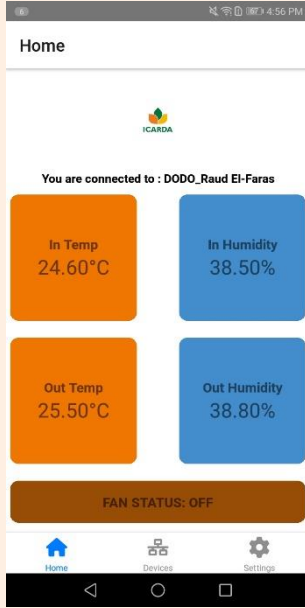 6 4:56 PM
Home
ICARDA
You are connected to : DODO_Raud El-Faras
In Temp
24.60°C
In Humidity
38.50%
Out Temp
25.50°C
Out Humidity
38.80%
FAN STATUS: OFF
Home Devices Settings